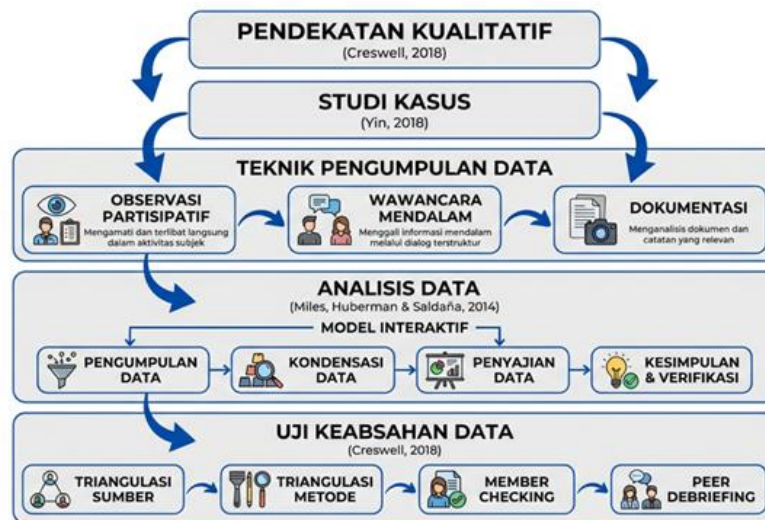 PENDEKATAN KUALITATIF
(Creswell, 2018)
STUDI KASUS
(Yin, 2018)
TEKNIK PENGUMPULAN DATA
OBSERVASI
PARTISIPATIF
Mengamati dan terlibat langsung
dalam aktivitas subjek
WAWANCARA
MENDALAM
Menggali informasi mendalam
melalui dialog terstruktur
DOKUMENTASI
Menganalisis dokumen dan
catatan yang relevan
ANALISIS DATA
(Miles, Huberman & Saldaña, 2014)
MODEL INTERAKTIF
PENGUMPULAN
DATA
KONDENSASI
DATA
PENYAJIAN
DATA
KESIMPULAN
& VERIFIKASI
UJI KEABSAHAN DATA
(Creswell, 2018)
TRIANGULASI
SUMBER
TRIANGULASI
METODE
MEMBER
CHECKING
PEER
DEBRIEFING